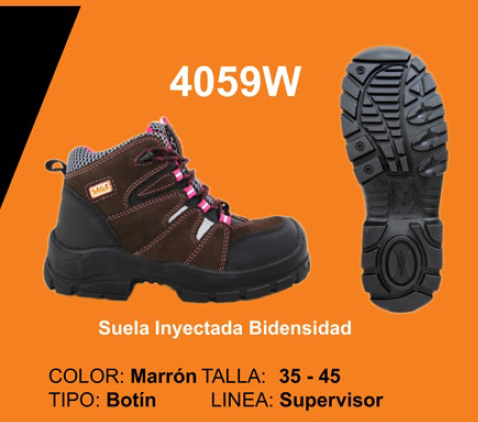 4059W
Suela Inyectada Bidensidad
COLOR: Marrón TALLA: 35 - 45
TIPO: Botín LINEA: Supervisor